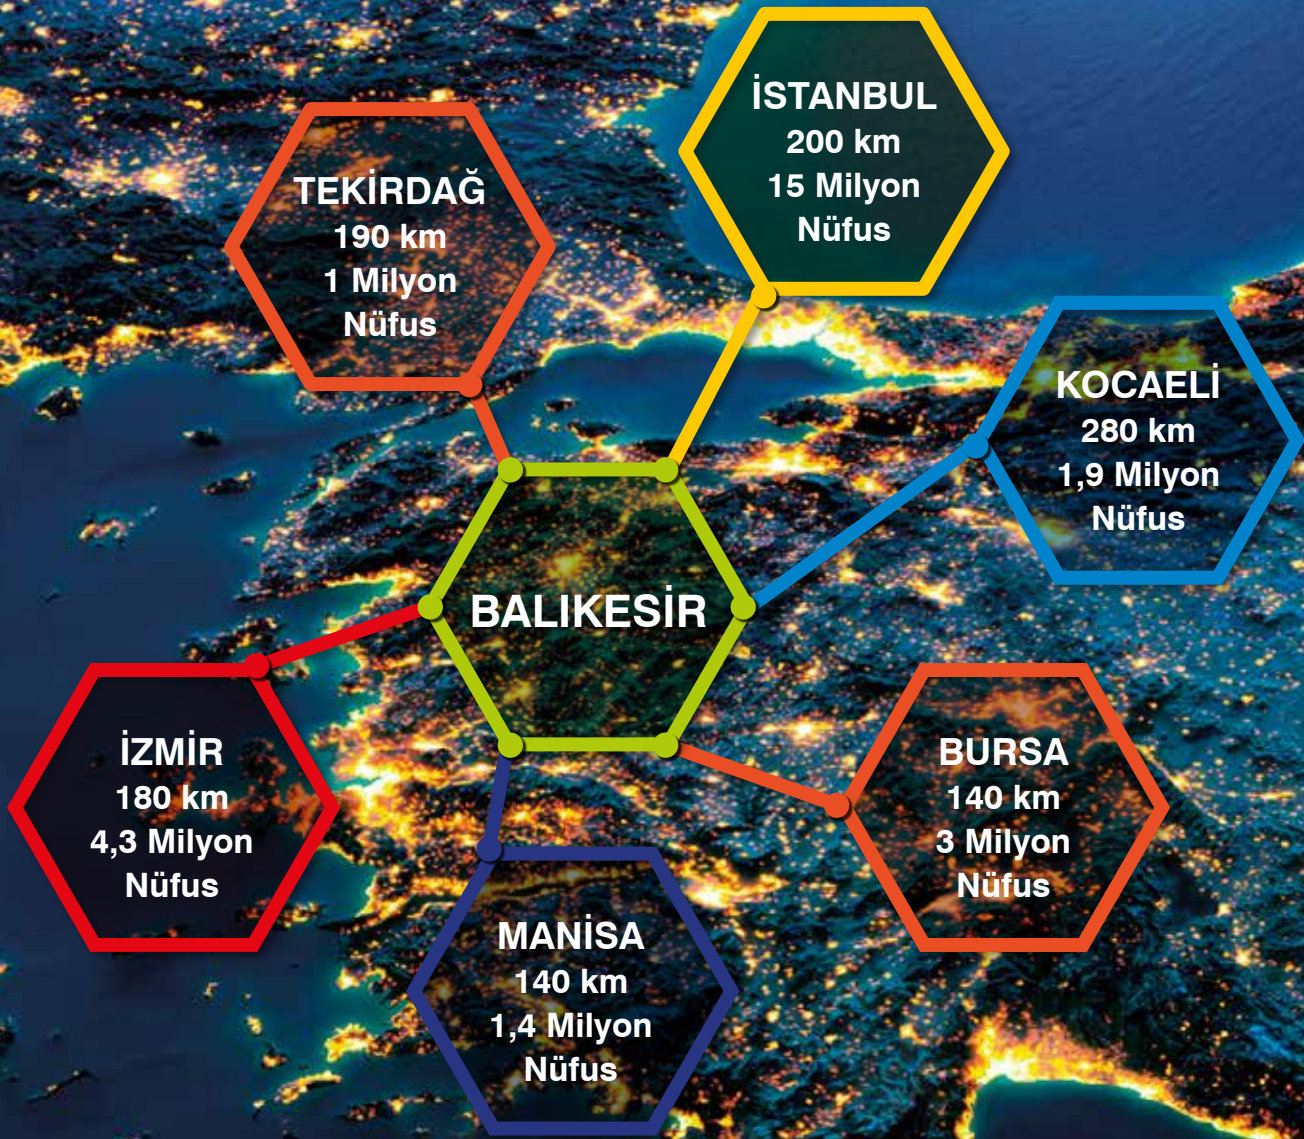 İSTANBUL
200 km
15 Milyon
Nüfus
TEKİRDAĞ
190 km
1 Milyon
Nüfus
KOCAELİ
280 km
1,9 Milyon
Nüfus
BALIKESİR
İZMİR
180 km
4,3 Milyon
Nüfus
BURSA
140 km
3 Milyon
Nüfus
MANİSA
140 km
1,4 Milyon
Nüfus